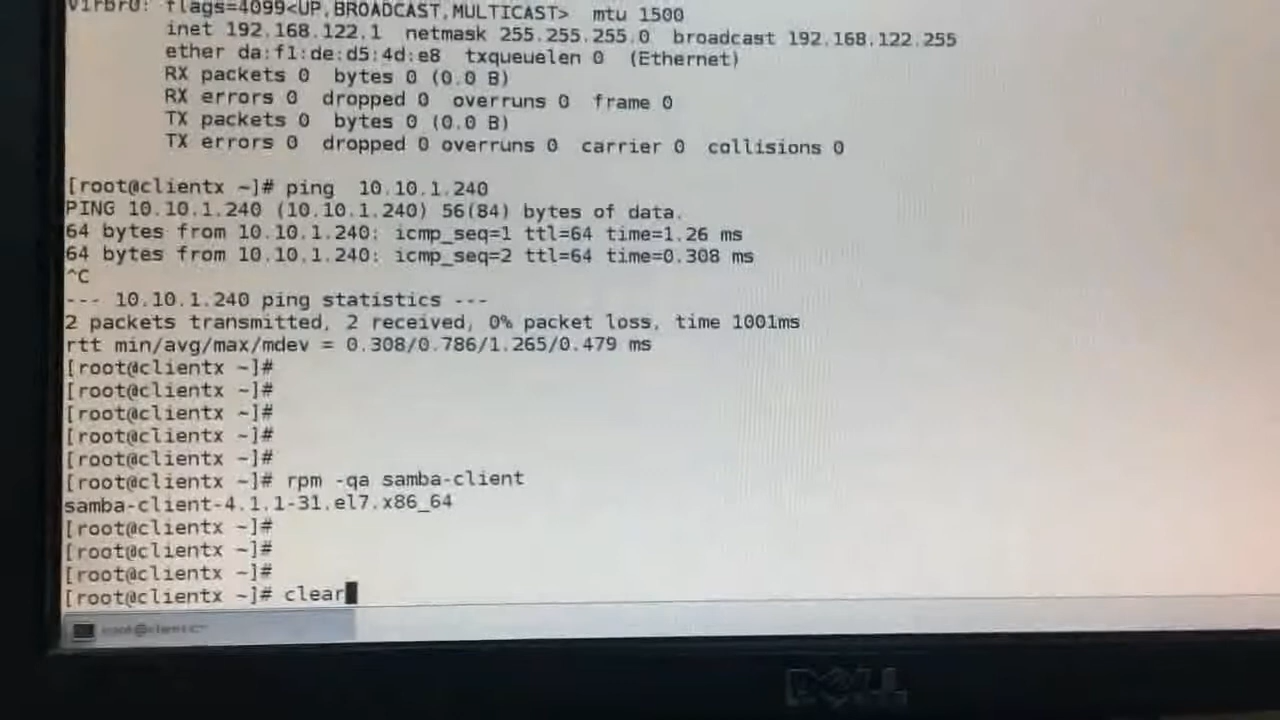 virbr0: flags=4099<UP,BROADCAST,MULTICAST>  mtu 1500
        inet 192.168.122.1  netmask 255.255.255.0  broadcast 192.168.122.255
        ether da:f1:de:d5:4d:e8  txqueuelen 0  (Ethernet)
        RX packets 0  bytes 0 (0.0 B)
        RX errors 0  dropped 0  overruns 0  frame 0
        TX packets 0  bytes 0 (0.0 B)
        TX errors 0  dropped 0 overruns 0  carrier 0  collisions 0
[root@clientx ~]# ping  10.10.1.240
PING 10.10.1.240 (10.10.1.240) 56(84) bytes of data.
64 bytes from 10.10.1.240: icmp_seq=1 ttl=64 time=1.26 ms
64 bytes from 10.10.1.240: icmp_seq=2 ttl=64 time=0.308 ms
^C
--- 10.10.1.240 ping statistics ---
2 packets transmitted, 2 received, 0% packet loss, time 1001ms
rtt min/avg/max/mdev = 0.308/0.786/1.265/0.479 ms
[root@clientx ~]#
[root@clientx ~]#
[root@clientx ~]#
[root@clientx ~]#
[root@clientx ~]#
[root@clientx ~]# rpm -qa samba-client
samba-client-4.1.1-31.el7.x86_64
[root@clientx ~]#
[root@clientx ~]#
[root@clientx ~]#
[root@clientx ~]# clear
DELL